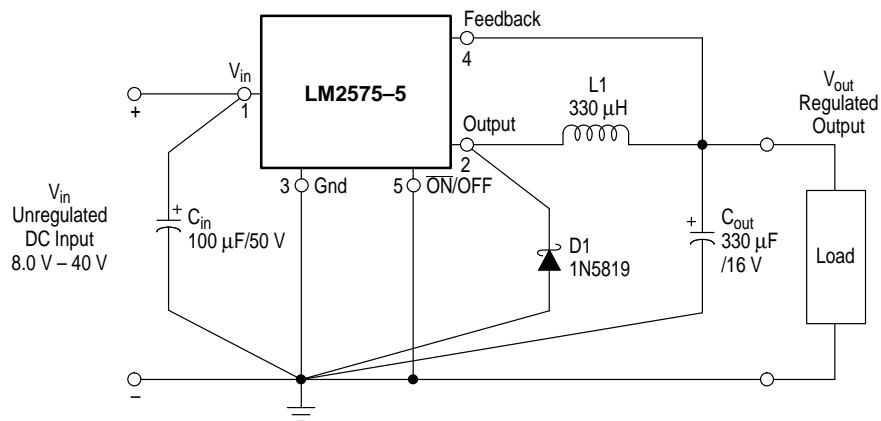 Feedback
4
V_in
1
+
LM2575–5
L1
330 µH
Output
2
V_out
Regulated
Output
3 Gnd
5 ON/OFF
V_in
Unregulated
DC Input
8.0 V – 40 V
+
C_in
100 µF/50 V
D1
1N5819
+
C_out
330 µF
/16 V
Load
–